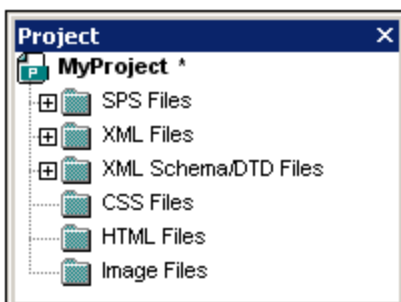 Project
MyProject *
SPS Files
XML Files
XML Schema/DTD Files
CSS Files
HTML Files
Image Files